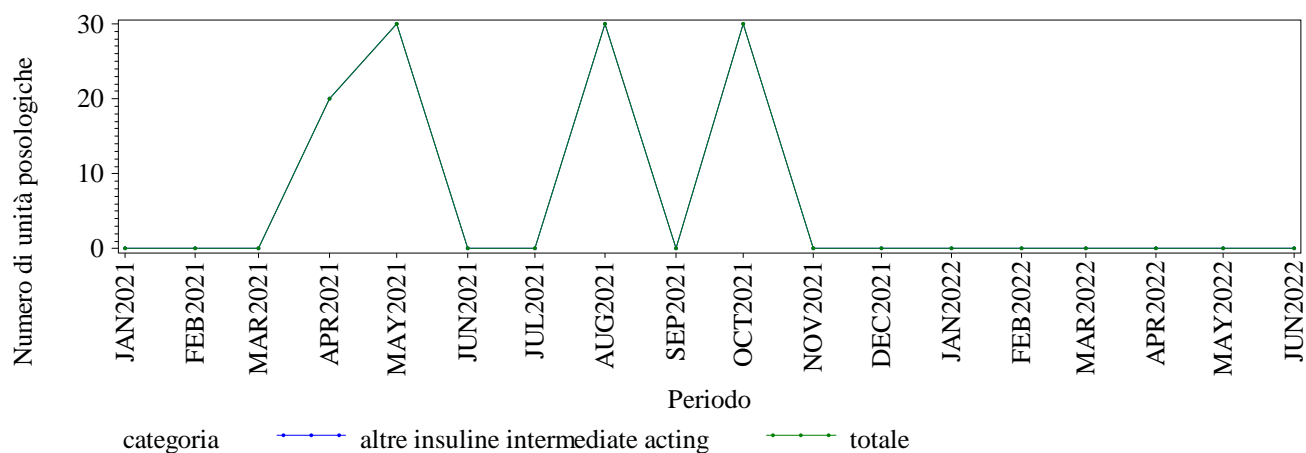 Numero di unità posologiche
30
20
10
0
JAN2021
FEB2021
MAR2021
APR2021
MAY2021
JUN2021
JUL2021
AUG2021
SEP2021
OCT2021
NOV2021
DEC2021
JAN2022
FEB2022
MAR2022
APR2022
MAY2022
JUN2022
Periodo
categoria altre insuline intermediate acting totale